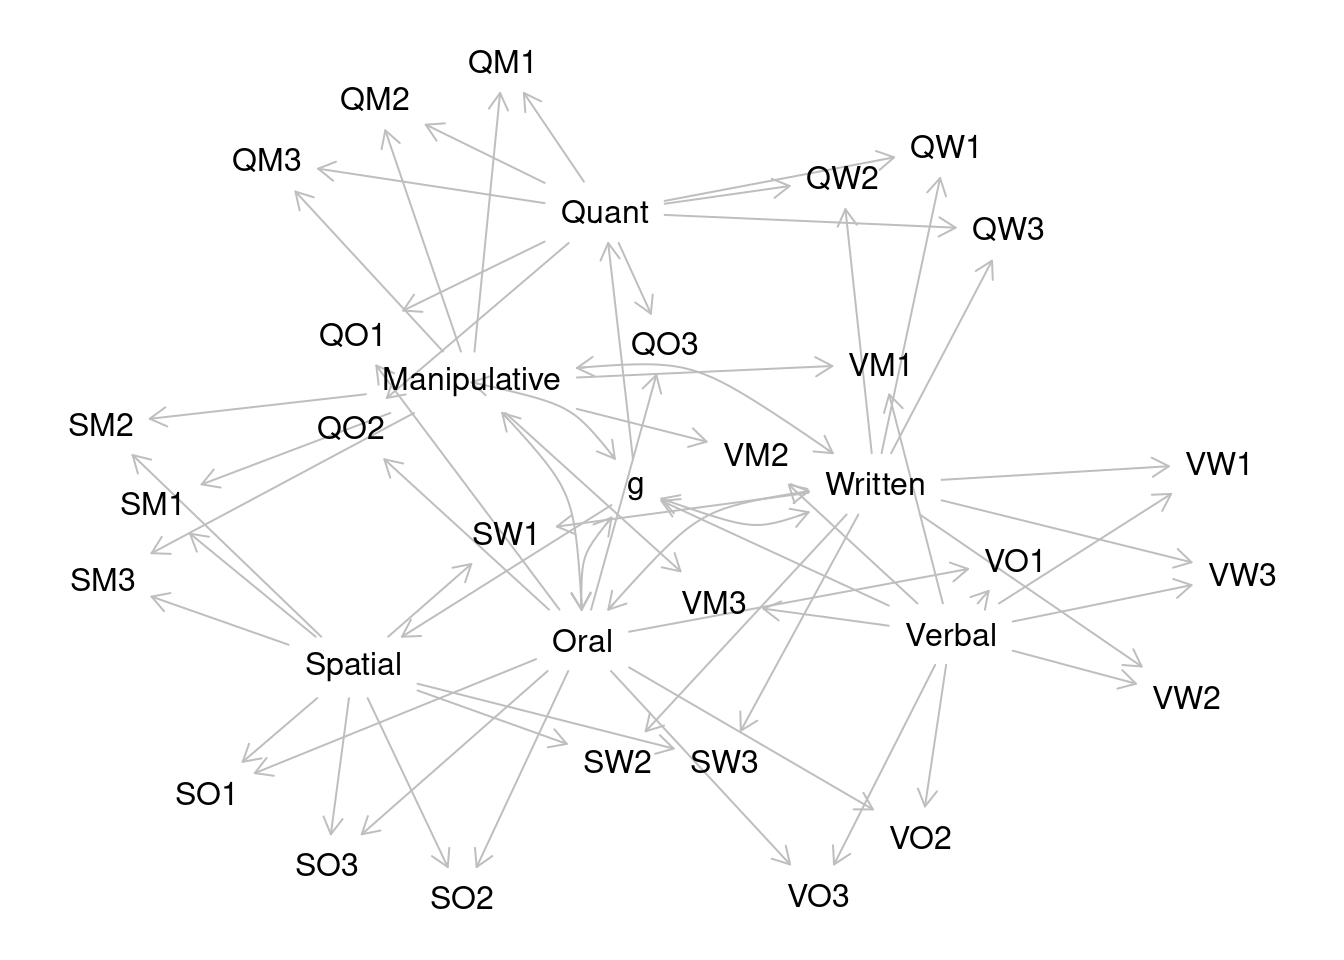 QM1
QM2
QW1
QM3
QW2
Quant
QW3
QO1
QO3
VM1
Manipulative
SM2
QO2
VM2
VW1
g
Written
SM1
SW1
VO1
VW3
SM3
VM3
Oral
Verbal
Spatial
VW2
SW2
SW3
SO1
VO2
SO3
SO2
VO3